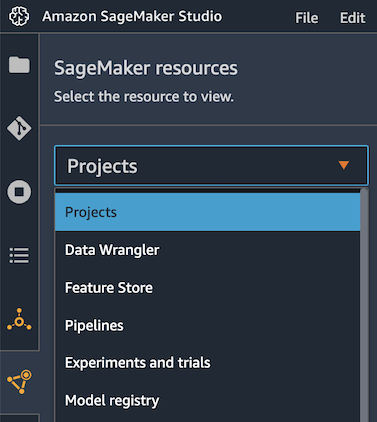 Amazon SageMaker Studio File Edit
SageMaker resources
Select the resource to view.
Projects
Projects
Data Wrangler
Feature Store
Pipelines
Experiments and trials
Model registry